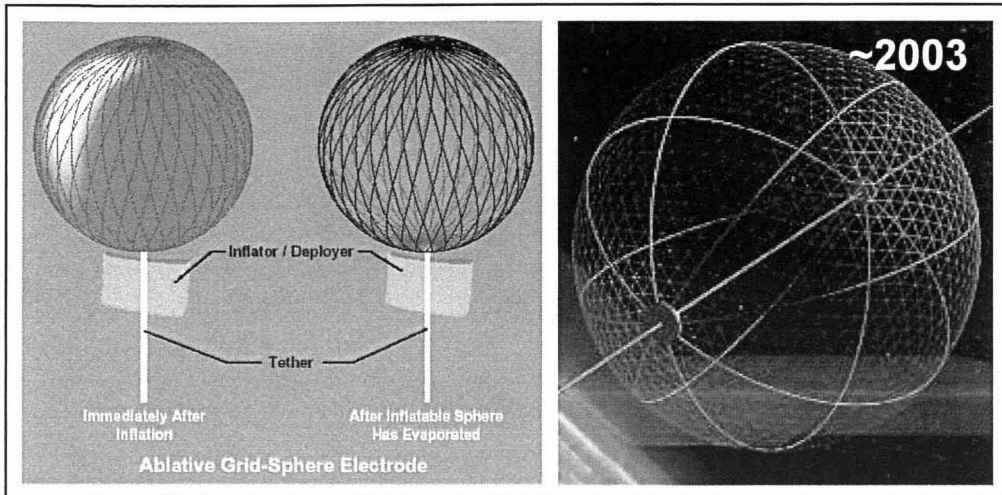 ~2003
Inflator / Deployer
Tether
Immediately After
Inflation
After Inflatable Sphere
Has Evaporated
Ablative Grid-Sphere Electrode